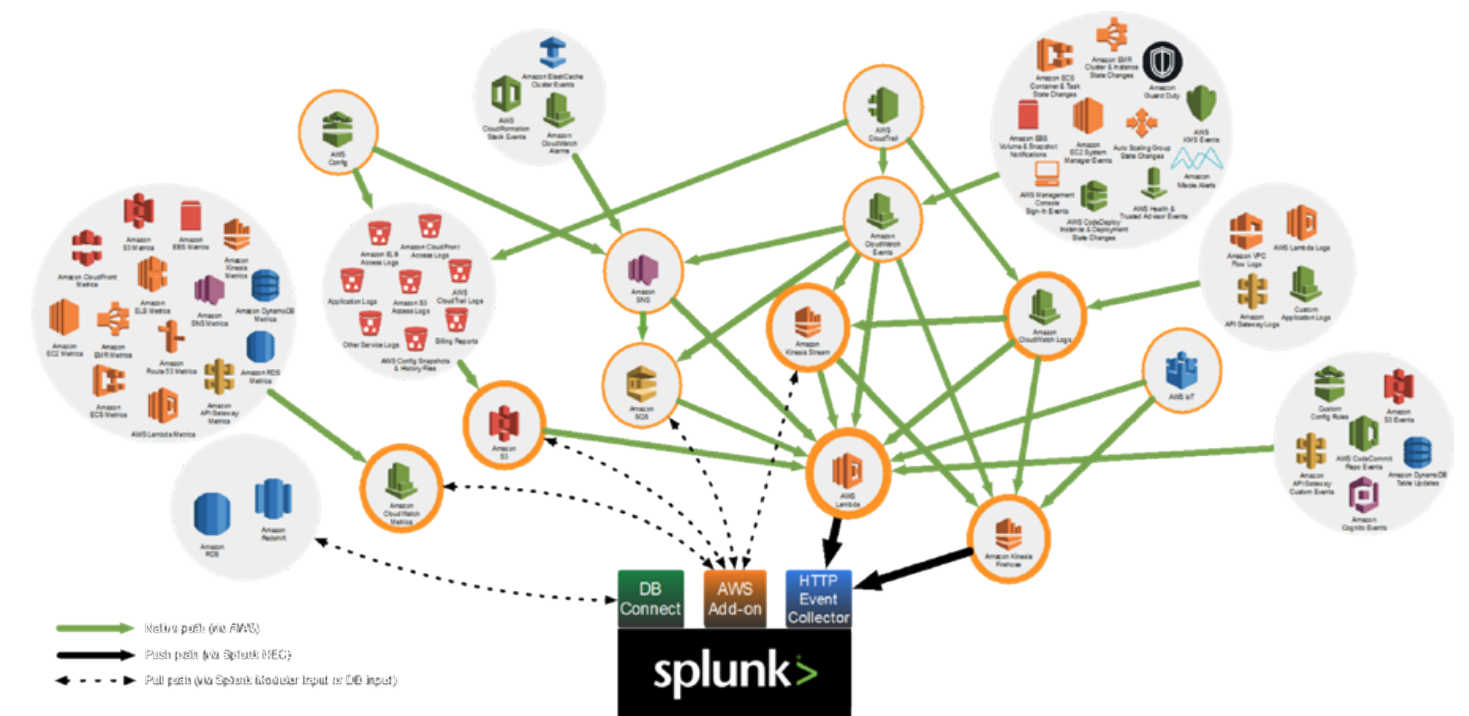 Amazon ElastiCache
Cluster Events
AWS
CloudFormation
Stack Events
Amazon
CloudWatch
Alarms
AWS
Config
AWS
CloudTrail
Amazon ECS
Container & Task
State Changes
Amazon EMR
Cluster & Instance
State Changes
Amazon
Guard Duty
Amazon EBS
Volume & Snapshot
Notifications
Amazon
EC2 System
Manager Events
Auto Scaling Group
State Changes
AWS
KMS Events
Amazon
Macie Alerts
AWS Management
Console
Sign-In Events
AWS CodeDeploy
Instance & Deployment
State Changes
AWS Health &
Trusted Advisor Events
Amazon
S3 Metrics
Amazon
EBS Metrics
Amazon
Kinesis
Metrics
Amazon CloudFront
Metrics
Amazon
ELB Metrics
Amazon
SNS Metrics
Amazon DynamoDB
Metrics
Amazon
EC2 Metrics
Amazon
EMR Metrics
Amazon
Route 53 Metrics
Amazon RDS
Metrics
Amazon
ECS Metrics
AWS Lambda Metrics
Amazon
API Gateway
Metrics
Amazon ELB
Access Logs
Amazon CloudFront
Access Logs
Application Logs
Amazon S3
Access Logs
AWS
CloudTrail Logs
Other Service Logs
AWS Config Snapshots
& History Files
Billing Reports
Amazon
SNS
Amazon
CloudWatch
Events
Amazon
Kinesis Stream
Amazon
CloudWatch Logs
Amazon VPC
Flow Logs
AWS Lambda Logs
Amazon
API Gateway Logs
Custom
Application Logs
Amazon
SQS
AWS IoT
Amazon
S3
Amazon
CloudWatch
Metrics
AWS
Lambda
Amazon Kinesis
Firehose
Custom
Config Rules
Amazon
S3 Events
Amazon
API Gateway
Custom Events
AWS CodeCommit
Repo Events
Amazon DynamoDB
Table Updates
Amazon
Cognito Events
Amazon
RDS
Amazon
Redshift
DB
Connect
AWS
Add-on
HTTP
Event
Collector
splunk>
Native path (via AWS)
Push path (via Splunk HEC)
Pull path (via Splunk Modular Input or DB input)